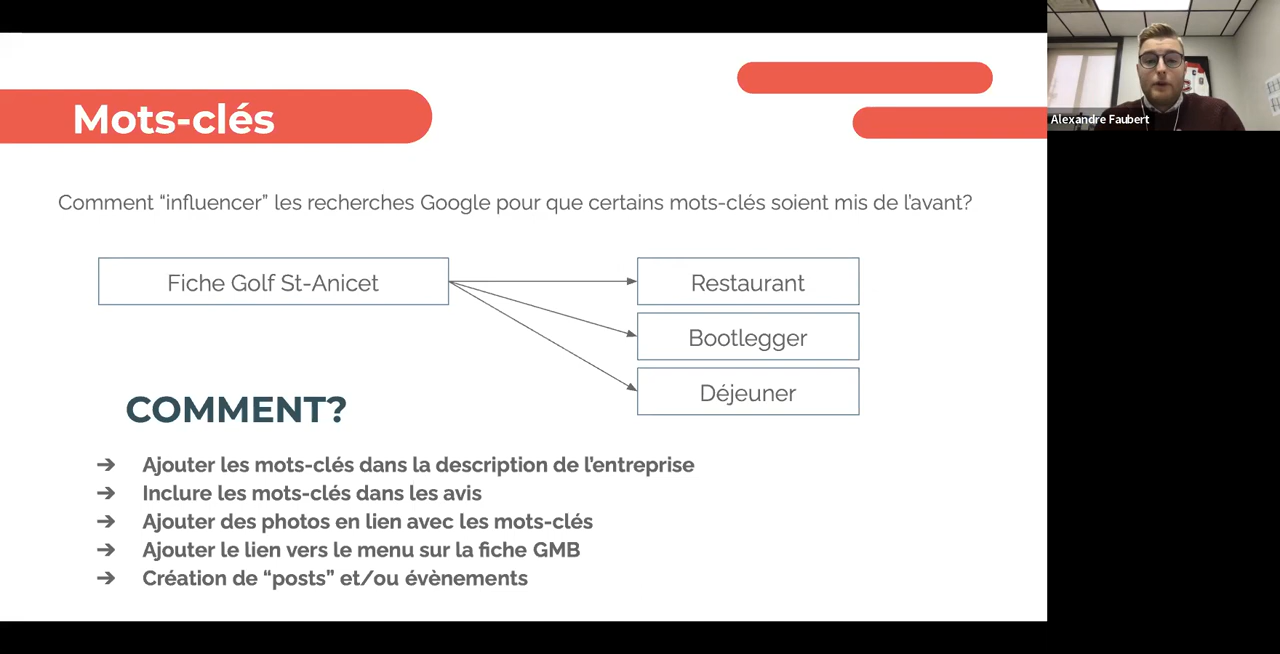 Mots-clés
Alexandre Faubert
Comment “influencer” les recherches Google pour que certains mots-clés soient mis de l’avant?
Fiche Golf St-Anicet
Restaurant
Bootlegger
Déjeuner
COMMENT?
➔ Ajouter les mots-clés dans la description de l’entreprise
➔ Inclure les mots-clés dans les avis
➔ Ajouter des photos en lien avec les mots-clés
➔ Ajouter le lien vers le menu sur la fiche GMB
➔ Création de “posts” et/ou évènements